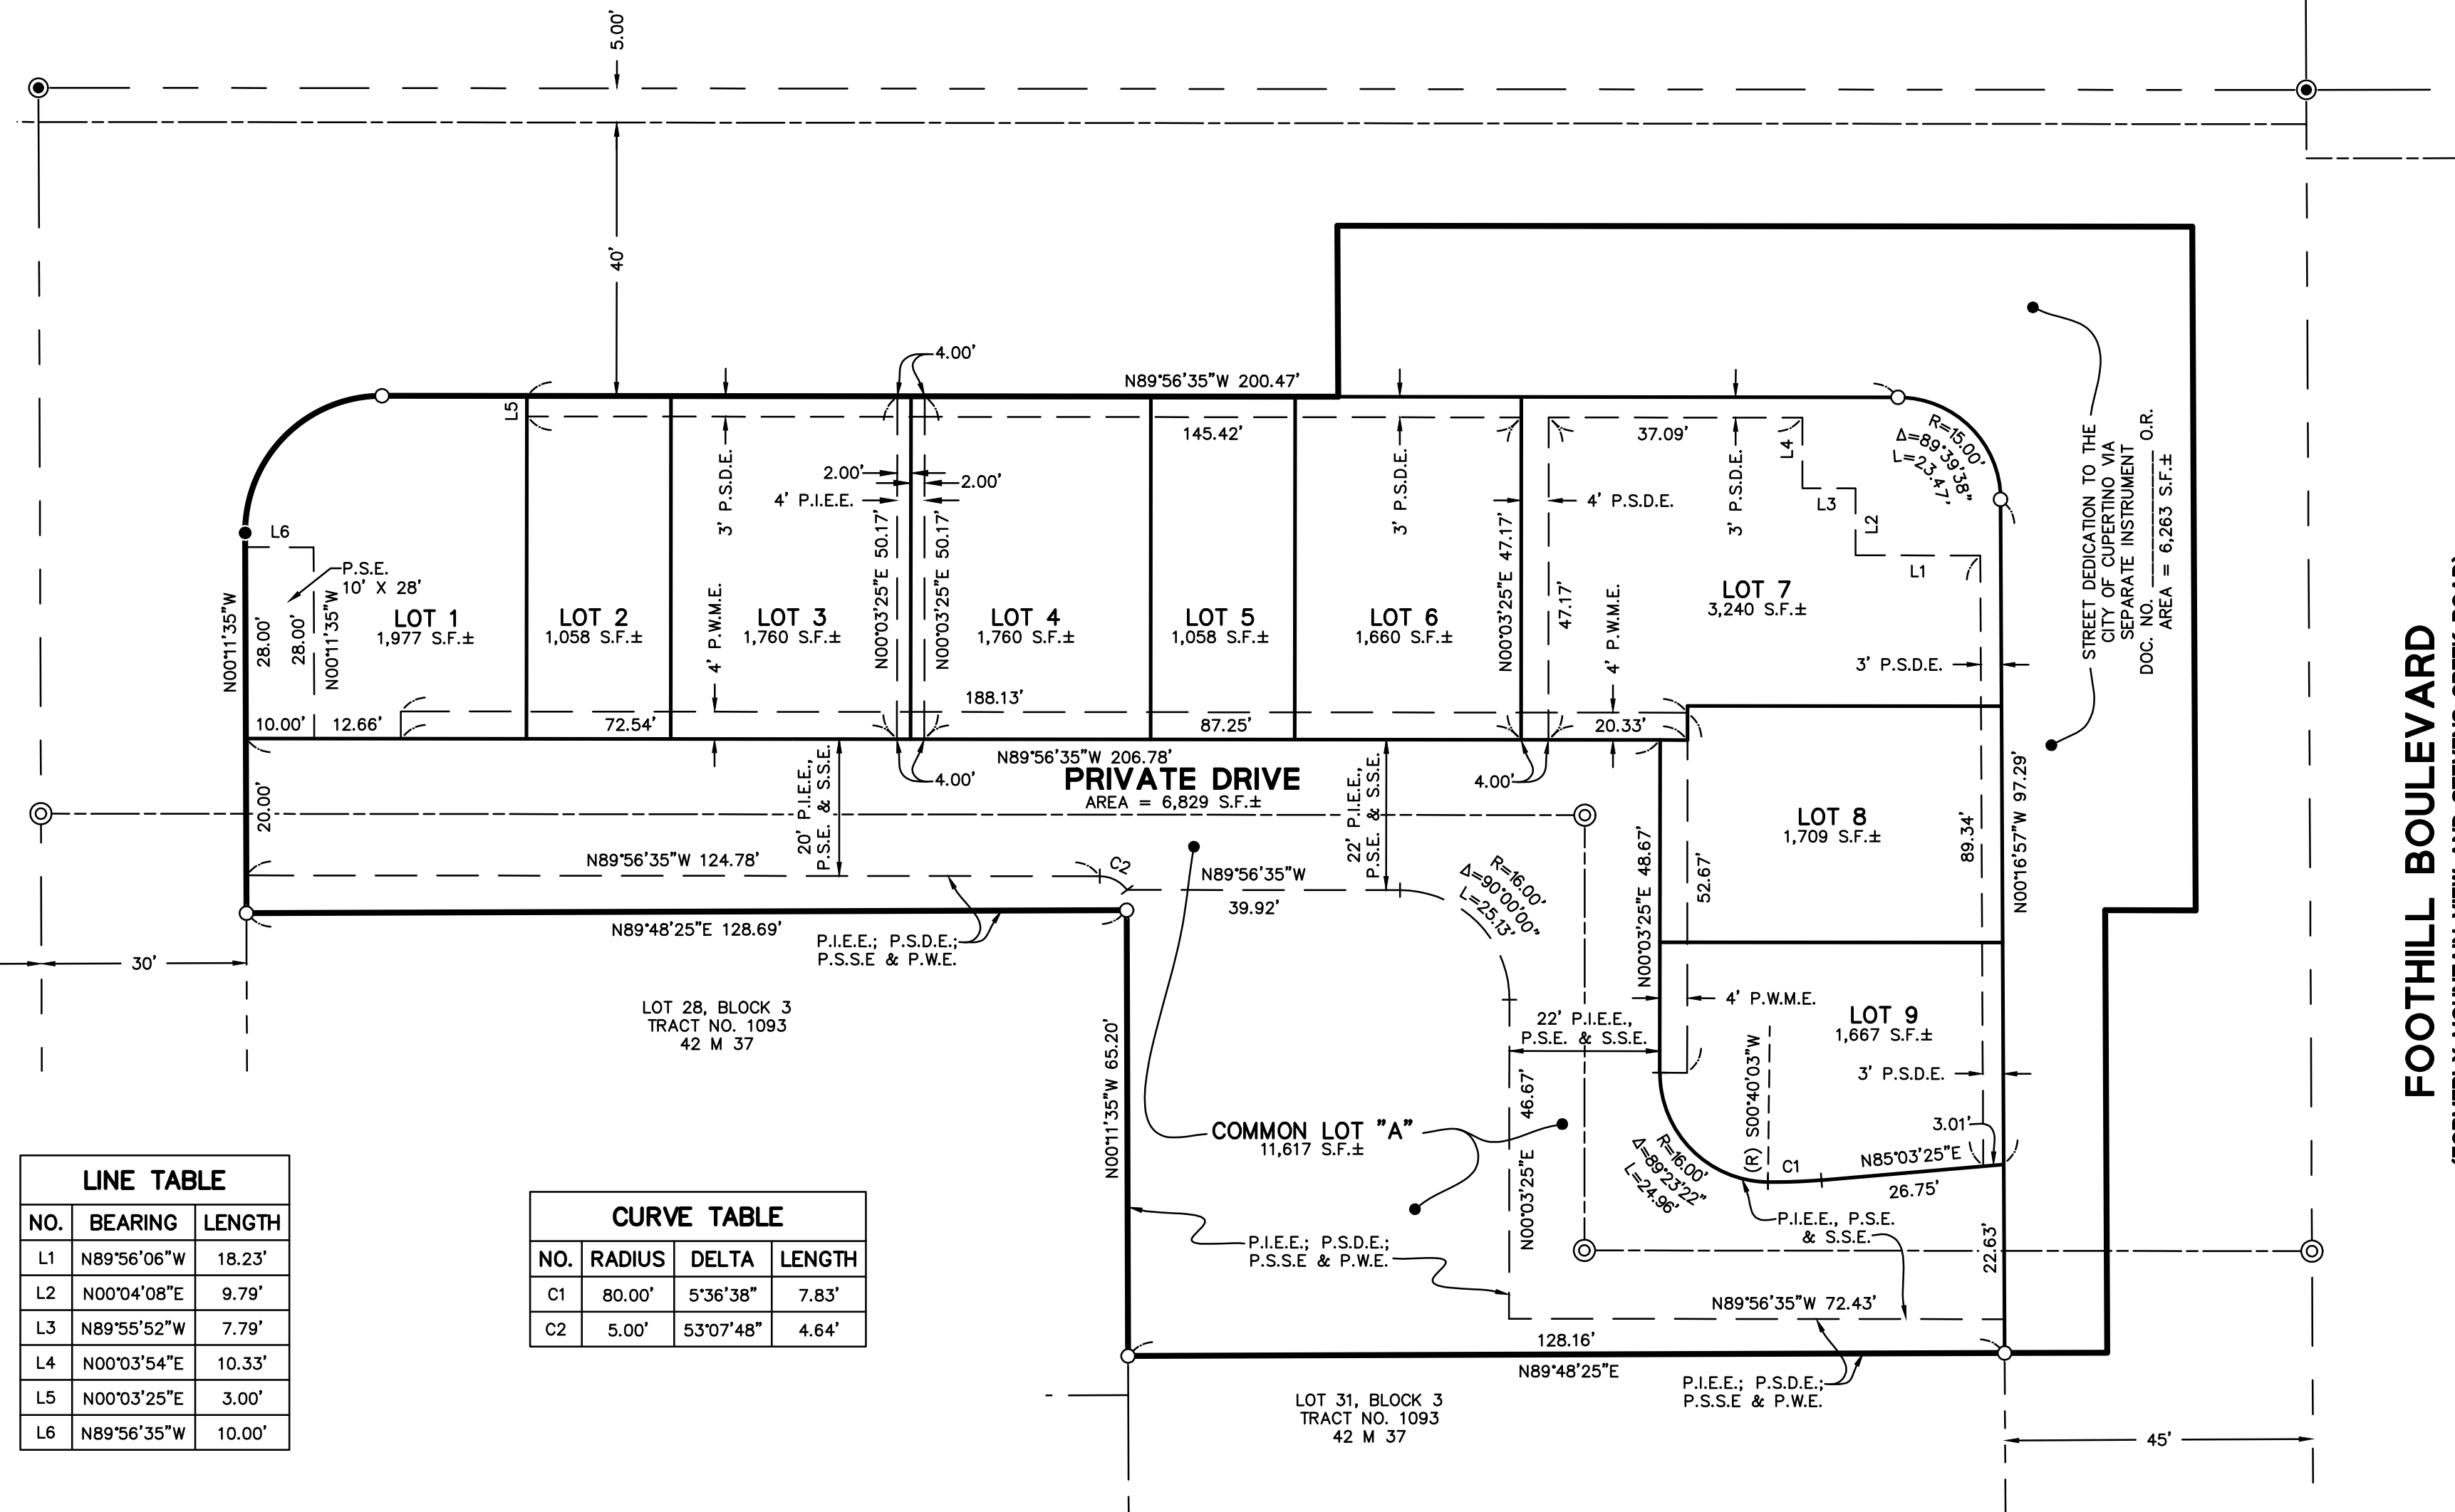 5.00'
40'
4.00'
N89°56'35"W 200.47'
L5
145.42'
37.09'
L4
R=15.00'
Δ=89°39'38"
L=23.47'
2.00'
2.00'
4' P.I.E.E.
3' P.S.D.E.
3' P.S.D.E.
4' P.S.D.E.
3' P.S.D.E.
L3
L2
L1
L6
P.S.E.
10' X 28'
N00°11'35"W
28.00'
28.00'
N00°11'35"W
LOT 1
1,977 S.F.±
LOT 2
1,058 S.F.±
LOT 3
1,760 S.F.±
LOT 4
1,760 S.F.±
LOT 5
1,058 S.F.±
LOT 6
1,660 S.F.±
LOT 7
3,240 S.F.±
4' P.W.M.E.
N00°03'25"E 50.17'
N00°03'25"E 50.17'
N00°03'25"E 47.17'
47.17'
4' P.W.M.E.
3' P.S.D.E.
STREET DEDICATION TO THE
CITY OF CUPERTINO VIA
SEPARATE INSTRUMENT
DOC. NO. ____________ O.R.
AREA = 6,263 S.F.±
FOOTHILL BOULEVARD
10.00'
12.66'
72.54'
188.13'
87.25'
20.33'
N89°56'35"W 206.78'
PRIVATE DRIVE
AREA = 6,829 S.F.±
4.00'
4.00'
20.00'
20' P.I.E.E.,
P.S.E. & S.S.E.
22' P.I.E.E.,
P.S.E. & S.S.E.
LOT 8
1,709 S.F.±
89.34'
N00°16'57"W 97.29'
N89°56'35"W 124.78'
C2
N89°56'35"W
39.92'
R=16.00'
Δ=90°00'00"
L=25.13'
N00°03'25"E 48.67'
52.67'
N89°48'25"E 128.69'
P.I.E.E.; P.S.D.E.;
P.S.S.E & P.W.E.
30'
LOT 28, BLOCK 3
TRACT NO. 1093
42 M 37
4' P.W.M.E.
22' P.I.E.E.,
P.S.E. & S.S.E.
LOT 9
1,667 S.F.±
(R) S00°40'03"W
3' P.S.D.E.
N00°11'35"W 65.20'
46.67'
N00°03'25"E
COMMON LOT "A"
11,617 S.F.±
R=16.00'
Δ=89°23'22"
L=24.96'
C1
3.01'
N85°03'25"E
26.75'
P.I.E.E., P.S.E.
& S.S.E.
22.63'
P.I.E.E.; P.S.D.E.;
P.S.S.E & P.W.E.
N89°56'35"W 72.43'
128.16'
N89°48'25"E
P.I.E.E.; P.S.D.E.;
P.S.S.E & P.W.E.
LOT 31, BLOCK 3
TRACT NO. 1093
42 M 37
45'
LINE TABLE
NO. BEARING LENGTH
L1 N89°56'06"W 18.23'
L2 N00°04'08"E 9.79'
L3 N89°55'52"W 7.79'
L4 N00°03'54"E 10.33'
L5 N00°03'25"E 3.00'
L6 N89°56'35"W 10.00'
CURVE TABLE
NO. RADIUS DELTA LENGTH
C1 80.00' 5°36'38" 7.83'
C2 5.00' 53°07'48" 4.64'